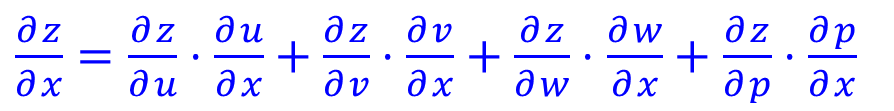 ∂z/∂x = ∂z/∂u · ∂u/∂x + ∂z/∂v · ∂v/∂x + ∂z/∂w · ∂w/∂x + ∂z/∂p · ∂p/∂x